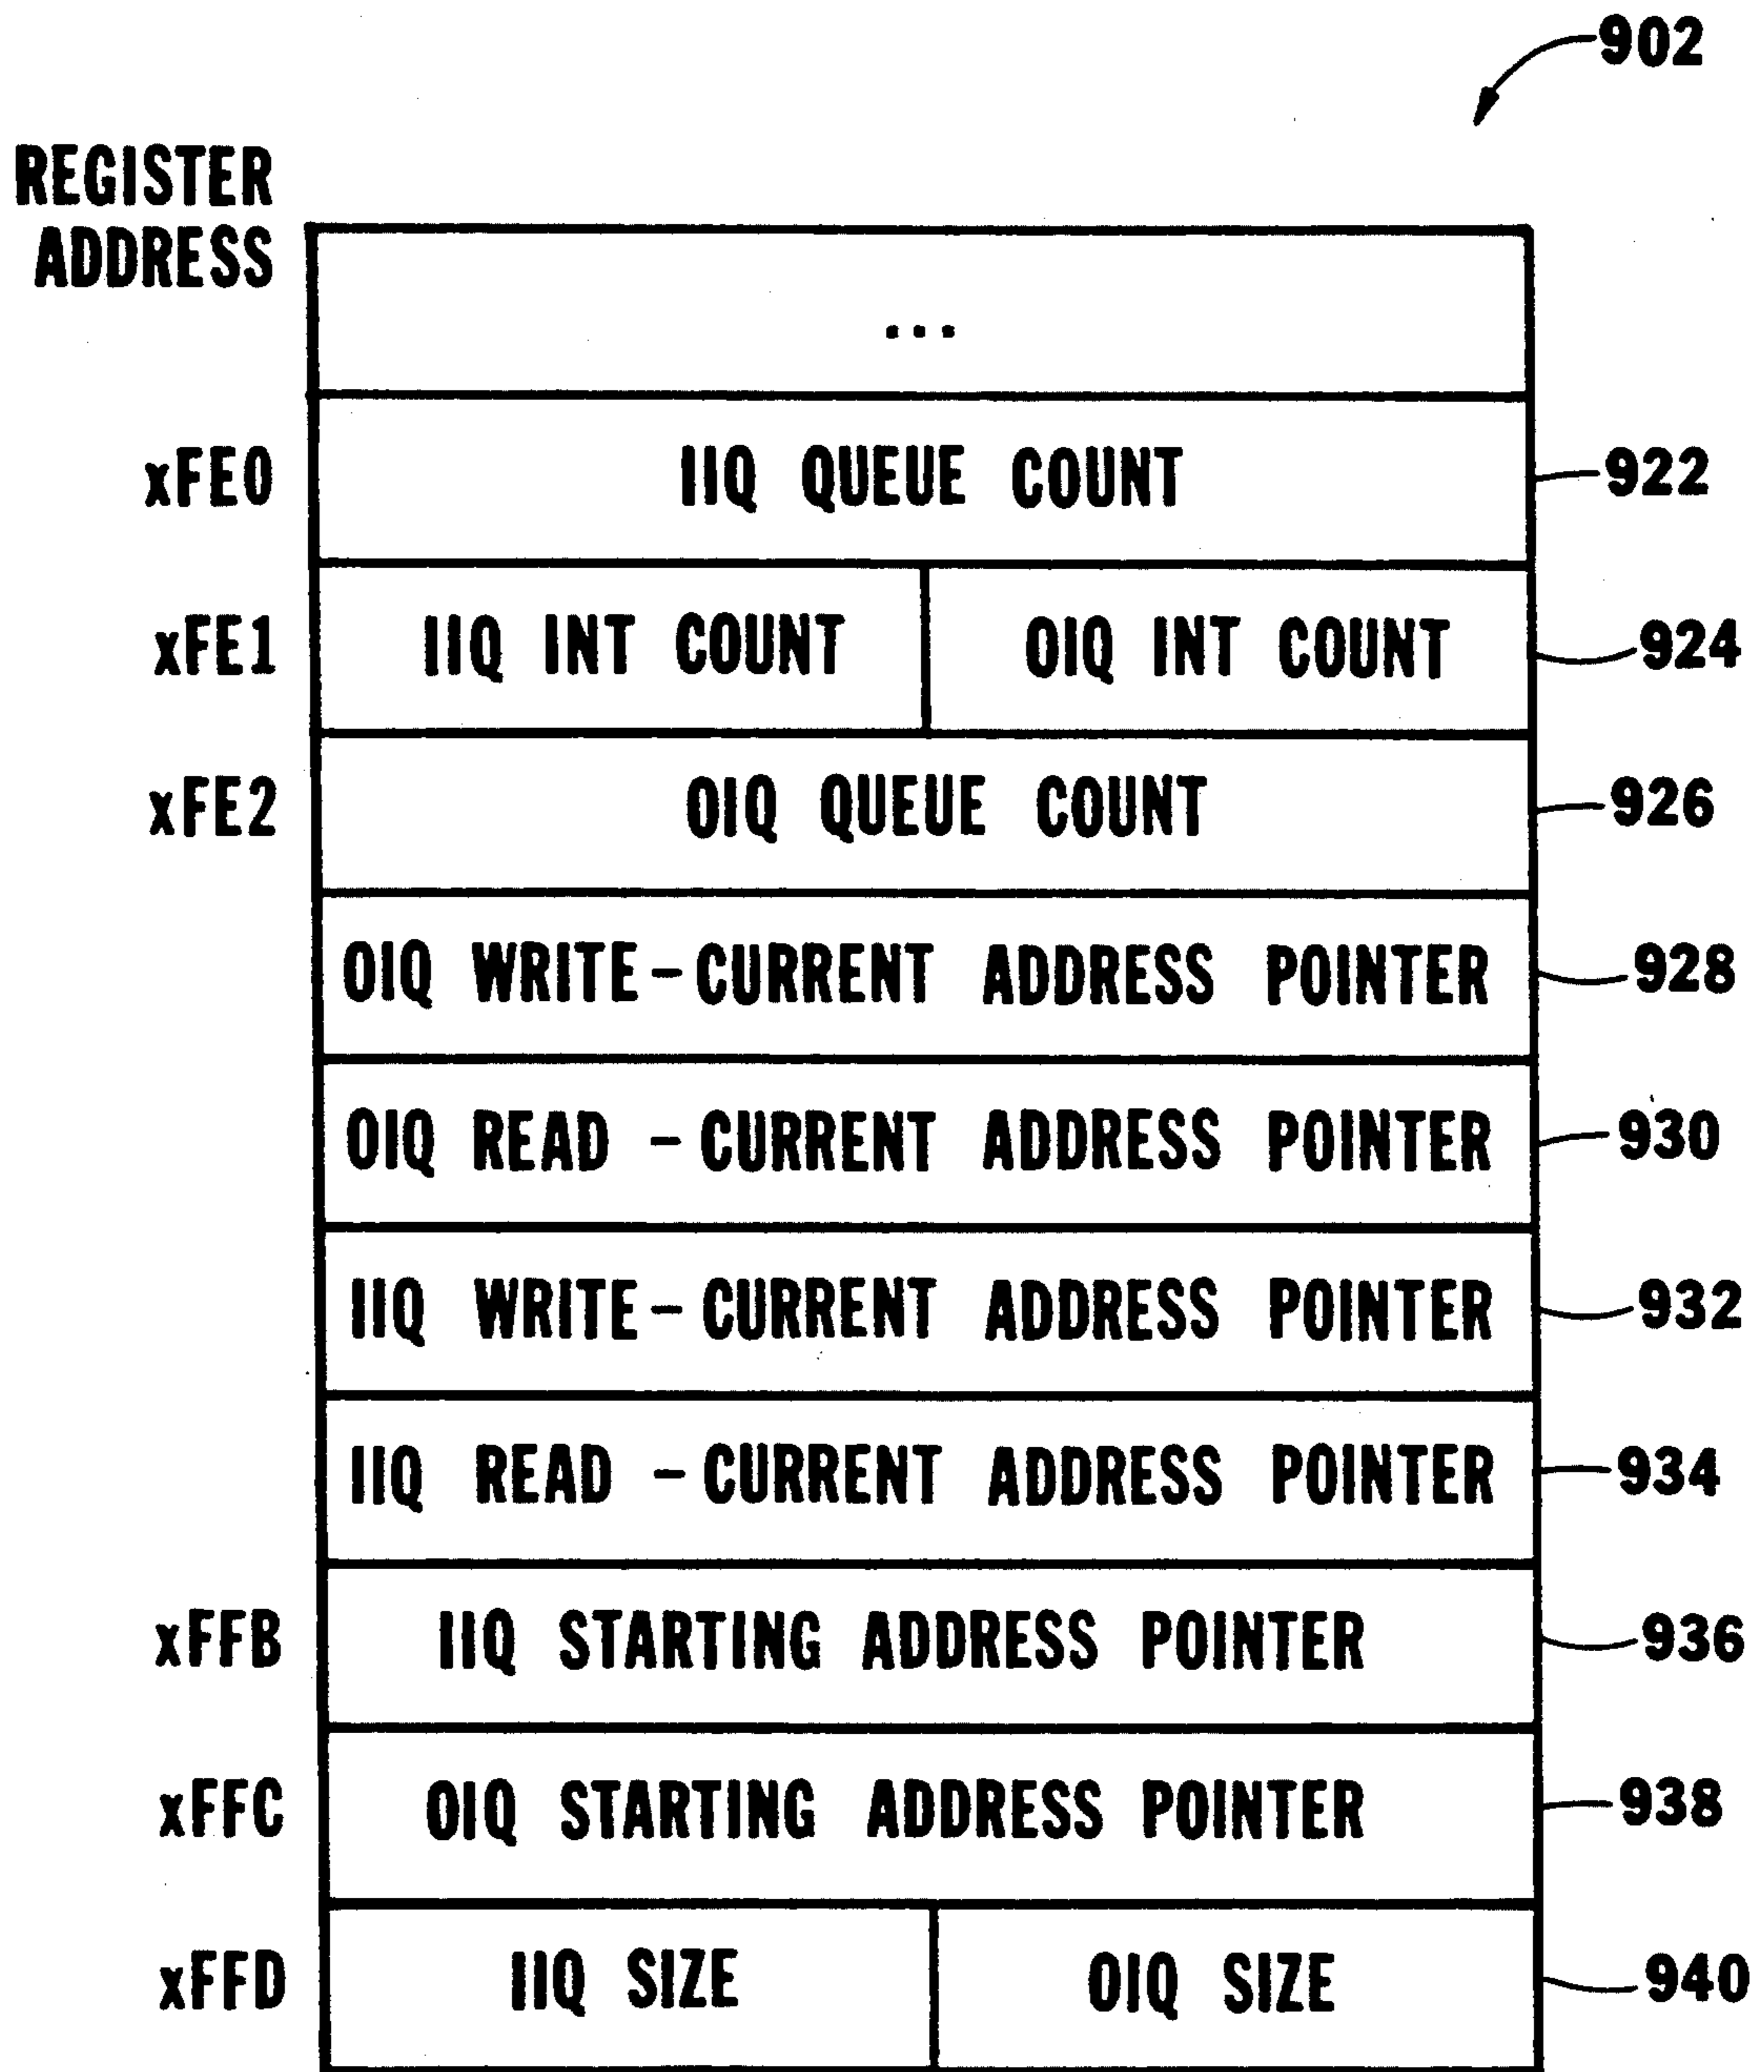 902
REGISTER
ADDRESS
...
xFE0 IIQ QUEUE COUNT 922
xFE1 IIQ INT COUNT OIQ INT COUNT 924
xFE2 OIQ QUEUE COUNT 926
OIQ WRITE-CURRENT ADDRESS POINTER 928
OIQ READ -CURRENT ADDRESS POINTER 930
IIQ WRITE-CURRENT ADDRESS POINTER 932
IIQ READ -CURRENT ADDRESS POINTER 934
xFFB IIQ STARTING ADDRESS POINTER 936
xFFC OIQ STARTING ADDRESS POINTER 938
xFFD IIQ SIZE OIQ SIZE 940